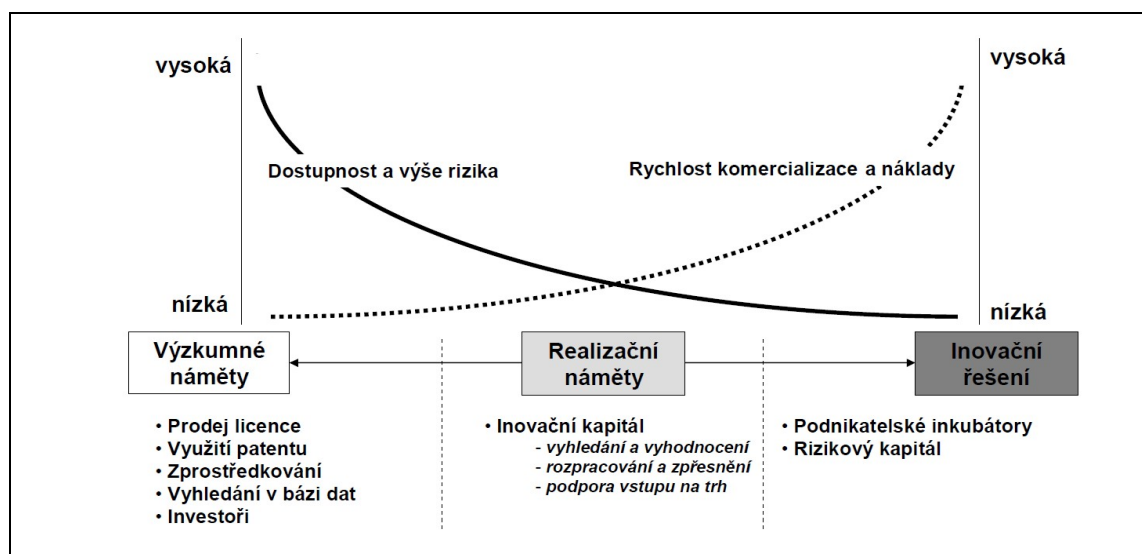 vysoká
vysoká
Dostupnost a výše rizika
Rychlost komercializace a náklady
nízká
nízká
Výzkumné
náměty
Realizační
náměty
Inovační
řešení
• Prodej licence
• Využití patentu
• Zprostředkování
• Vyhledání v bázi dat
• Investoři
• Inovační kapitál
- vyhledání a vyhodnocení
- rozpracování a zpřesnění
- podpora vstupu na trh
• Podnikatelské inkubátory
• Rizikový kapitál